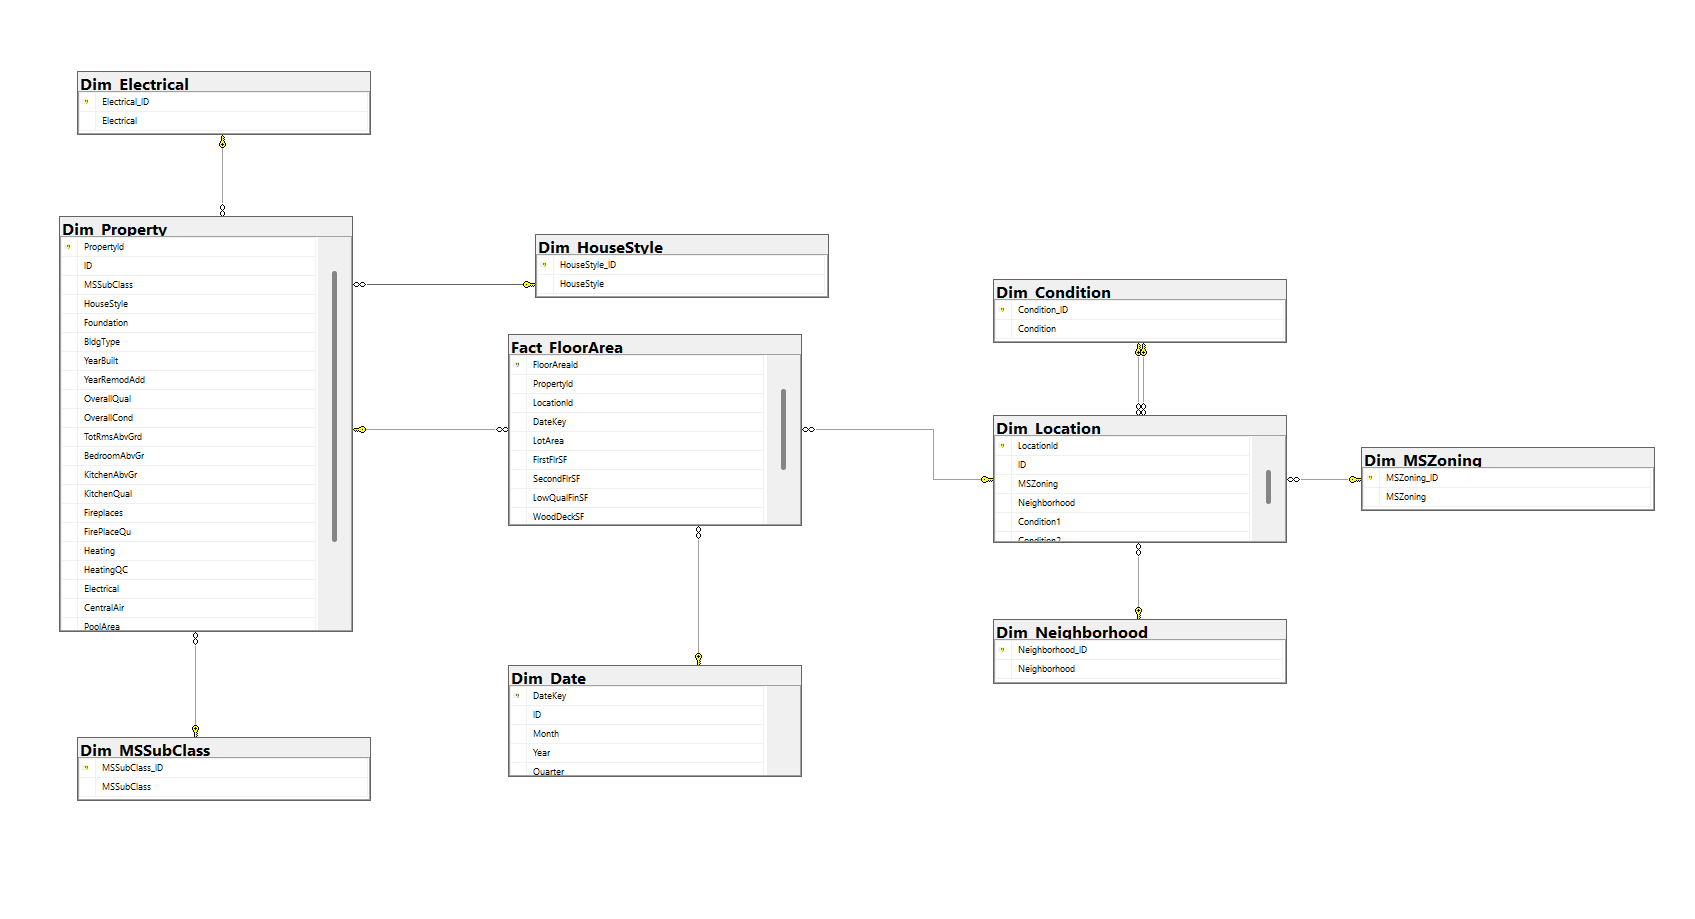 Dim_Electrical
Electrical_ID
Electrical
Dim_Property
PropertyId
ID
MSSubClass
HouseStyle
Foundation
BldgType
YearBuilt
YearRemodAdd
OverallQual
OverallCond
TotRmsAbvGrd
BedroomAbvGr
KitchenAbvGr
KitchenQual
Fireplaces
FirePlaceQu
Heating
HeatingQC
Electrical
CentralAir
PoolArea
Dim_MSSubClass
MSSubClass_ID
MSSubClass
Dim_HouseStyle
HouseStyle_ID
HouseStyle
Fact_FloorArea
FloorAreaId
PropertyId
LocationId
DateKey
LotArea
FirstFlrSF
SecondFlrSF
LowQualFinSF
WoodDeckSF
Dim_Date
DateKey
ID
Month
Year
Quarter
Dim_Condition
Condition_ID
Condition
Dim_Location
LocationId
ID
MSZoning
Neighborhood
Condition1
Condition2
Dim_Neighborhood
Neighborhood_ID
Neighborhood
Dim_MSZoning
MSZoning_ID
MSZoning